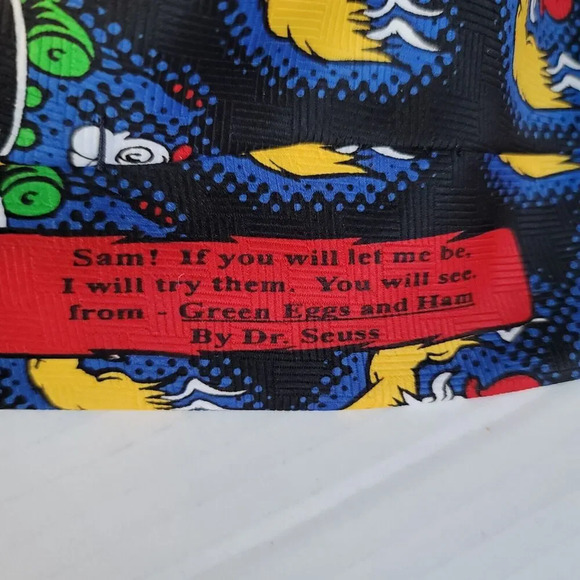 Sam! If you will let me be,
I will try them. You will see.
from - Green Eggs and Ham
By Dr. Seuss